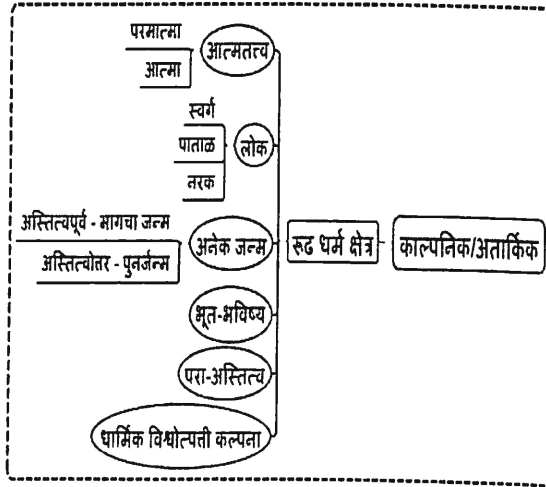 परमात्मा
आत्मा
आत्मतत्त्व
स्वर्ग
पाताळ
नरक
लोक
अस्तित्वपूर्व - मागचा जन्म
अस्तित्वोत्तर - पुनर्जन्म
अनेक जन्म
रूढ धर्म क्षेत्र
काल्पनिक/अतार्किक
भूत-भविष्य
परा-अस्तित्व
धार्मिक विश्वोत्पत्ती कल्पना